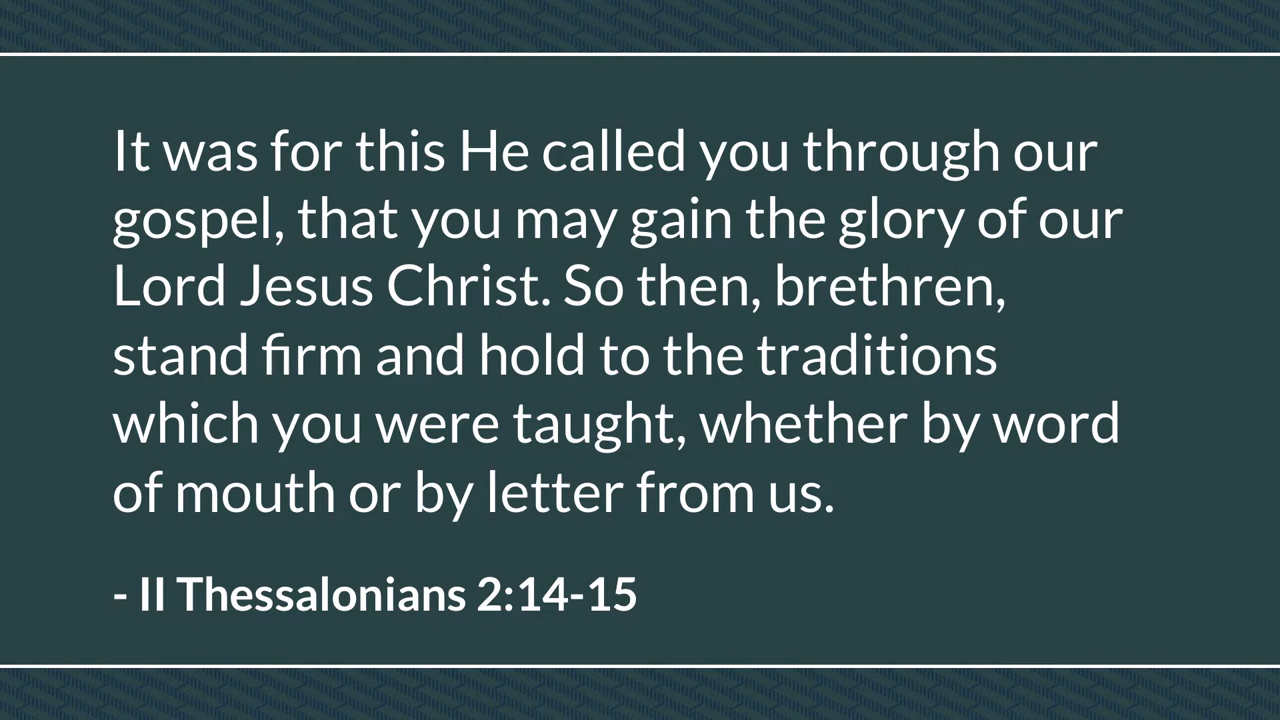 It was for this He called you through our
gospel, that you may gain the glory of our
Lord Jesus Christ. So then, brethren,
stand firm and hold to the traditions
which you were taught, whether by word
of mouth or by letter from us.
- II Thessalonians 2:14-15